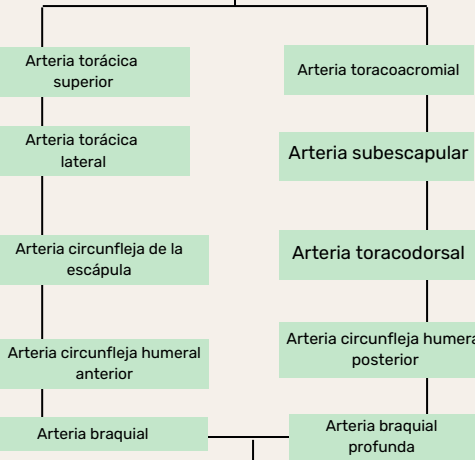 Arteria torácica
superior
Arteria toracoacromial
Arteria torácica
lateral
Arteria subescapular
Arteria circunfleja de la
escápula
Arteria toracodorsal
Arteria circunfleja humeral
anterior
Arteria circunfleja humera
posterior
Arteria braquial
Arteria braquial
profunda